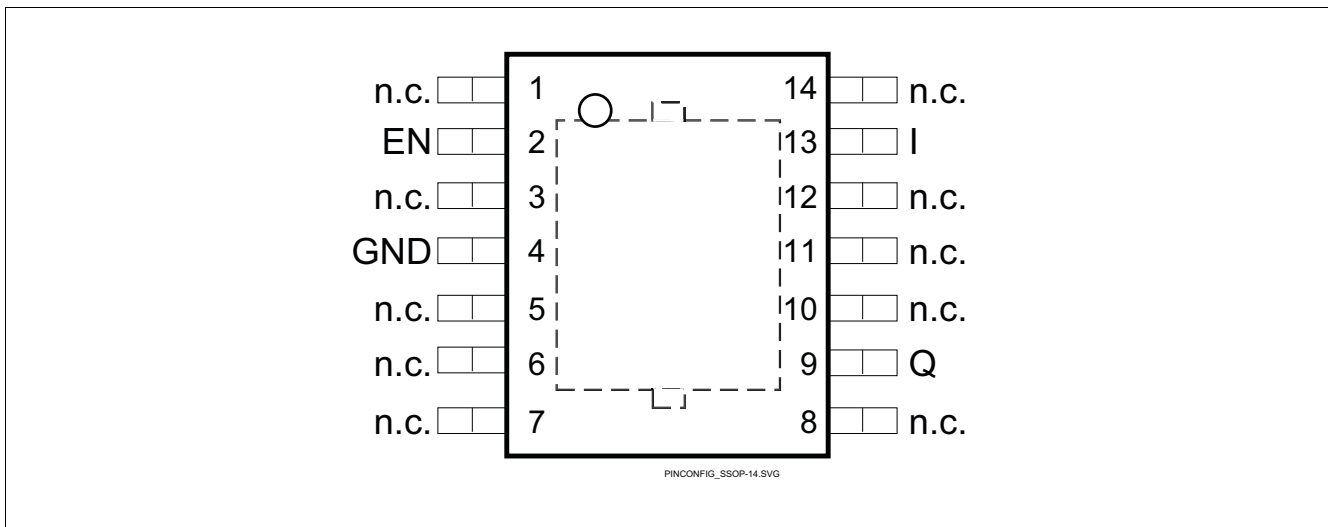 n.c. 1 14 n.c.
EN 2 13 I
n.c. 3 12 n.c.
GND 4 11 n.c.
n.c. 5 10 n.c.
n.c. 6 9 Q
n.c. 7 8 n.c.
PINCONFIG_SSOP-14.SVG